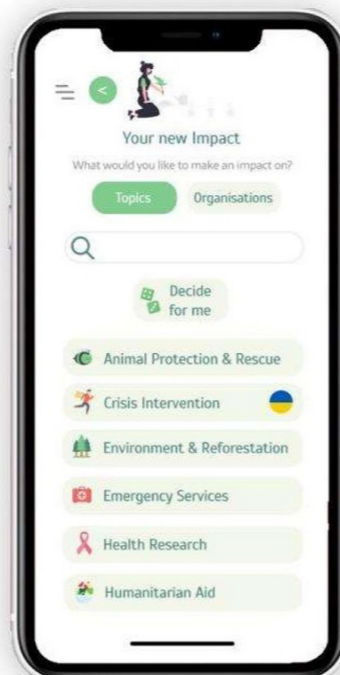 Your new Impact
What would you like to make an impact on?
Topics
Organisations
Decide
for me
Animal Protection & Rescue
Crisis Intervention
Environment & Reforestation
Emergency Services
Health Research
Humanitarian Aid